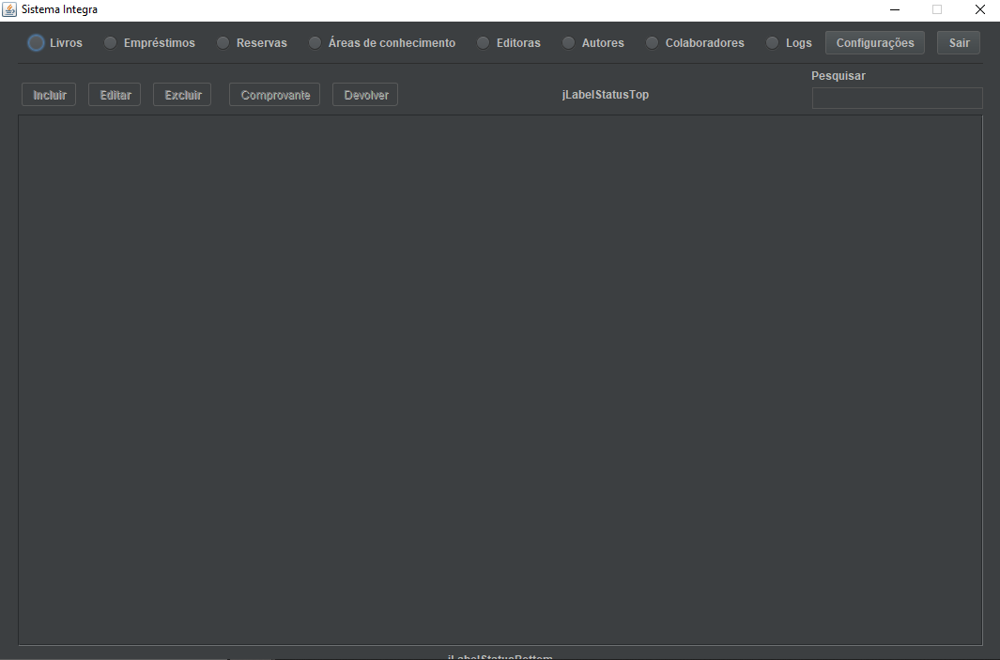 Sistema Integra
Livros Empréstimos Reservas Áreas de conhecimento Editoras Autores Colaboradores Logs Configurações Sair
Pesquisar
Incluir Editar Excluir Comprovante Devolver jLabelStatusTop
jLabelStatusBottom